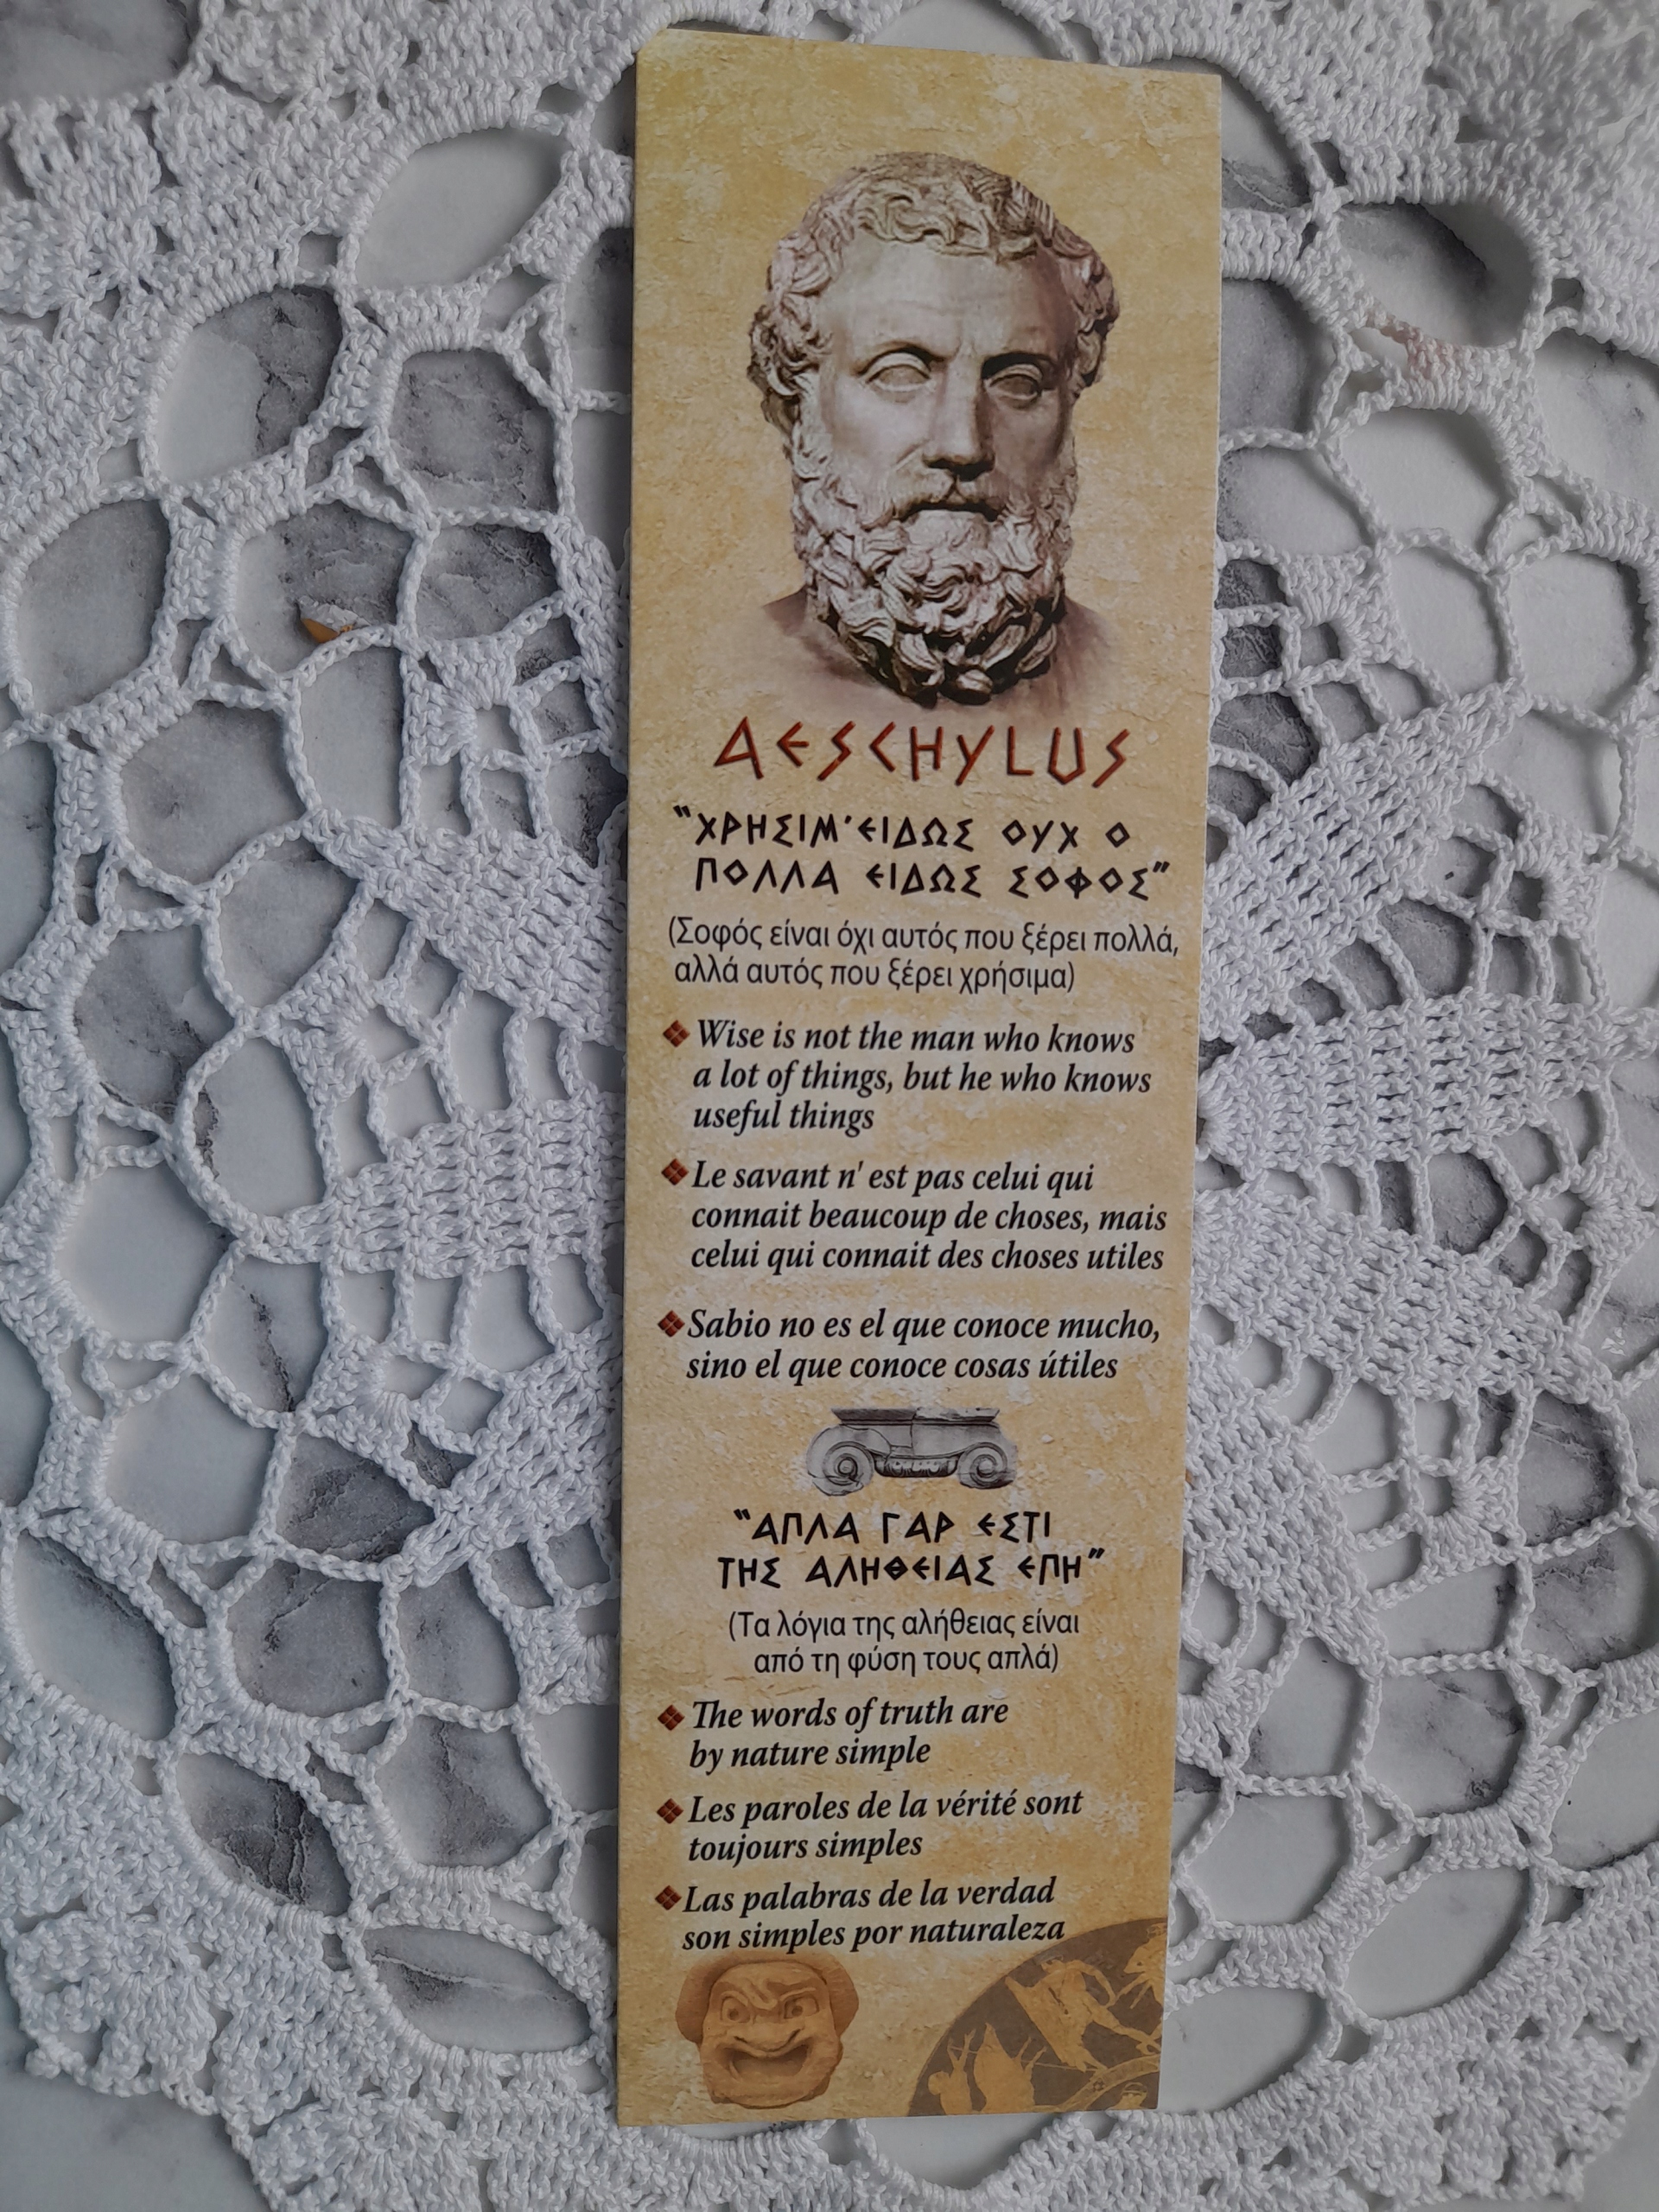 AESCHYLUS
"ΧΡΗΣΙΜ' ΕΙΔΩΣ ΟΥΧ Ο
ΠΟΛΛΑ ΕΙΔΩΣ ΣΟΦΟΣ"
(Σοφός είναι όχι αυτός που ξέρει πολλά,
αλλά αυτός που ξέρει χρήσιμα)
Wise is not the man who knows
a lot of things, but he who knows
useful things
Le savant n' est pas celui qui
connait beaucoup de choses, mais
celui qui connait des choses utiles
Sabio no es el que conoce mucho,
sino el que conoce cosas útiles
"ΑΠΛΑ ΓΑΡ ΕΣΤΙ
ΤΗΣ ΑΛΗΘΕΙΑΣ ΕΠΗ"
(Τα λόγια της αλήθειας είναι
από τη φύση τους απλά)
The words of truth are
by nature simple
Les paroles de la vérité sont
toujours simples
Las palabras de la verdad
son simples por naturaleza